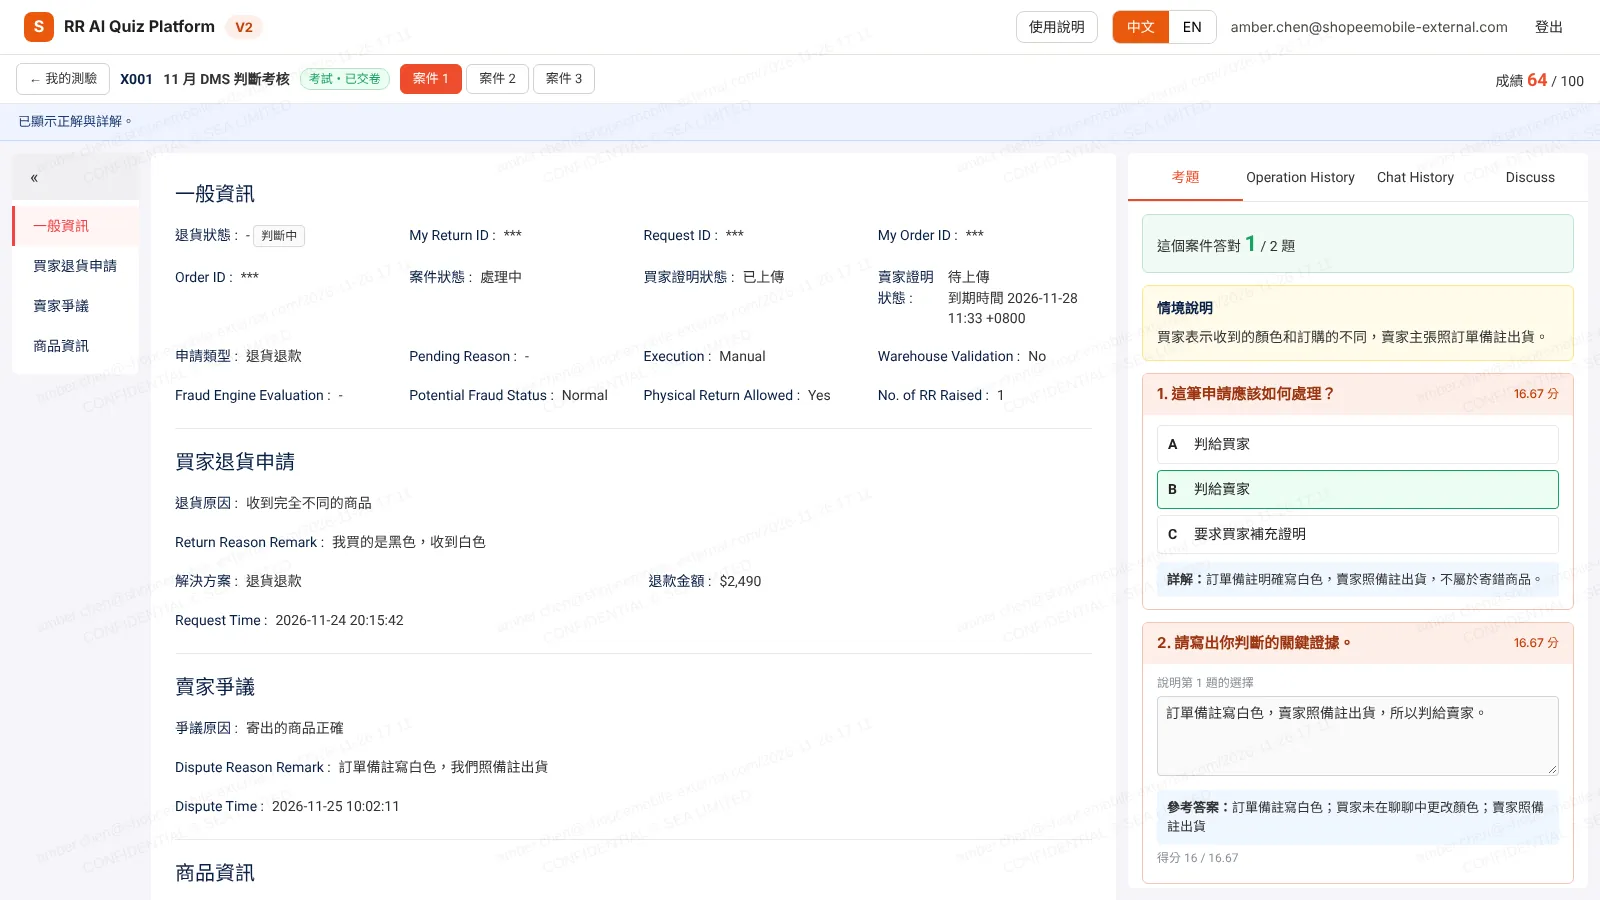 S RR AI Quiz Platform V2 使用說明 中文 EN amber.chen@shopeemobile-external.com 登出
← 我的測驗 X001 11 月 DMS 判斷考核 考試・已交卷 案件 1 案件 2 案件 3 成績 64 / 100
已顯示正解與詳解。
«
一般資訊
買家退貨申請
賣家爭議
商品資訊
一般資訊
退貨狀態 : - 判斷中 My Return ID : *** Request ID : *** My Order ID : ***
Order ID : *** 案件狀態 : 處理中 買家證明狀態 : 已上傳 賣家證明狀態 : 待上傳
到期時間 2026-11-28
11:33 +0800
申請類型 : 退貨退款 Pending Reason : - Execution : Manual Warehouse Validation : No
Fraud Engine Evaluation : - Potential Fraud Status : Normal Physical Return Allowed : Yes No. of RR Raised : 1
買家退貨申請
退貨原因 : 收到完全不同的商品
Return Reason Remark : 我買的是黑色，收到白色
解決方案 : 退貨退款 退款金額 : $2,490
Request Time : 2026-11-24 20:15:42
賣家爭議
爭議原因 : 寄出的商品正確
Dispute Reason Remark : 訂單備註寫白色，我們照備註出貨
Dispute Time : 2026-11-25 10:02:11
商品資訊
考題 Operation History Chat History Discuss
這個案件答對 1 / 2 題
情境說明
買家表示收到的顏色和訂購的不同，賣家主張照訂單備註出貨。
1. 這筆申請應該如何處理？ 16.67 分
A 判給買家
B 判給賣家
C 要求買家補充證明
詳解：訂單備註明確寫白色，賣家照備註出貨，不屬於寄錯商品。
2. 請寫出你判斷的關鍵證據。 16.67 分
說明第 1 題的選擇
訂單備註寫白色，賣家照備註出貨，所以判給賣家。
參考答案：訂單備註寫白色；買家未在聊聊中更改顏色；賣家照備
註出貨
得分 16 / 16.67